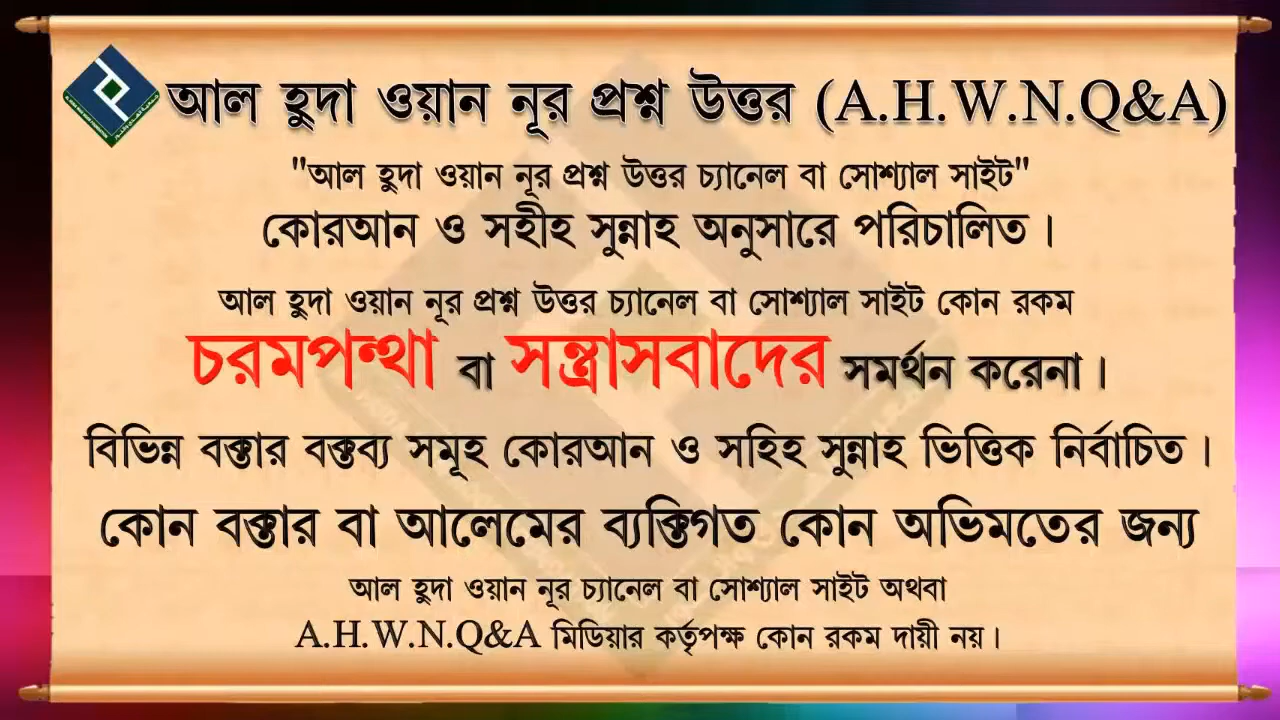 আল হুদা ওয়ান নূর প্রশ্ন উত্তর (A.H.W.N.Q&A)
"আল হুদা ওয়ান নূর প্রশ্ন উত্তর চ্যানেল বা সোশ্যাল সাইট"
কোরআন ও সহীহ সুন্নাহ অনুসারে পরিচালিত ।
আল হুদা ওয়ান নূর প্রশ্ন উত্তর চ্যানেল বা সোশ্যাল সাইট কোন রকম
চরমপন্থা বা সন্ত্রাসবাদের সমর্থন করেনা ।
বিভিন্ন বক্তার বক্তব্য সমূহ কোরআন ও সহিহ সুন্নাহ ভিত্তিক নির্বাচিত ।
কোন বক্তার বা আলেমের ব্যক্তিগত কোন অভিমতের জন্য
আল হুদা ওয়ান নূর চ্যানেল বা সোশ্যাল সাইট অথবা
A.H.W.N.Q&A মিডিয়ার কর্তৃপক্ষ কোন রকম দায়ী নয় ।